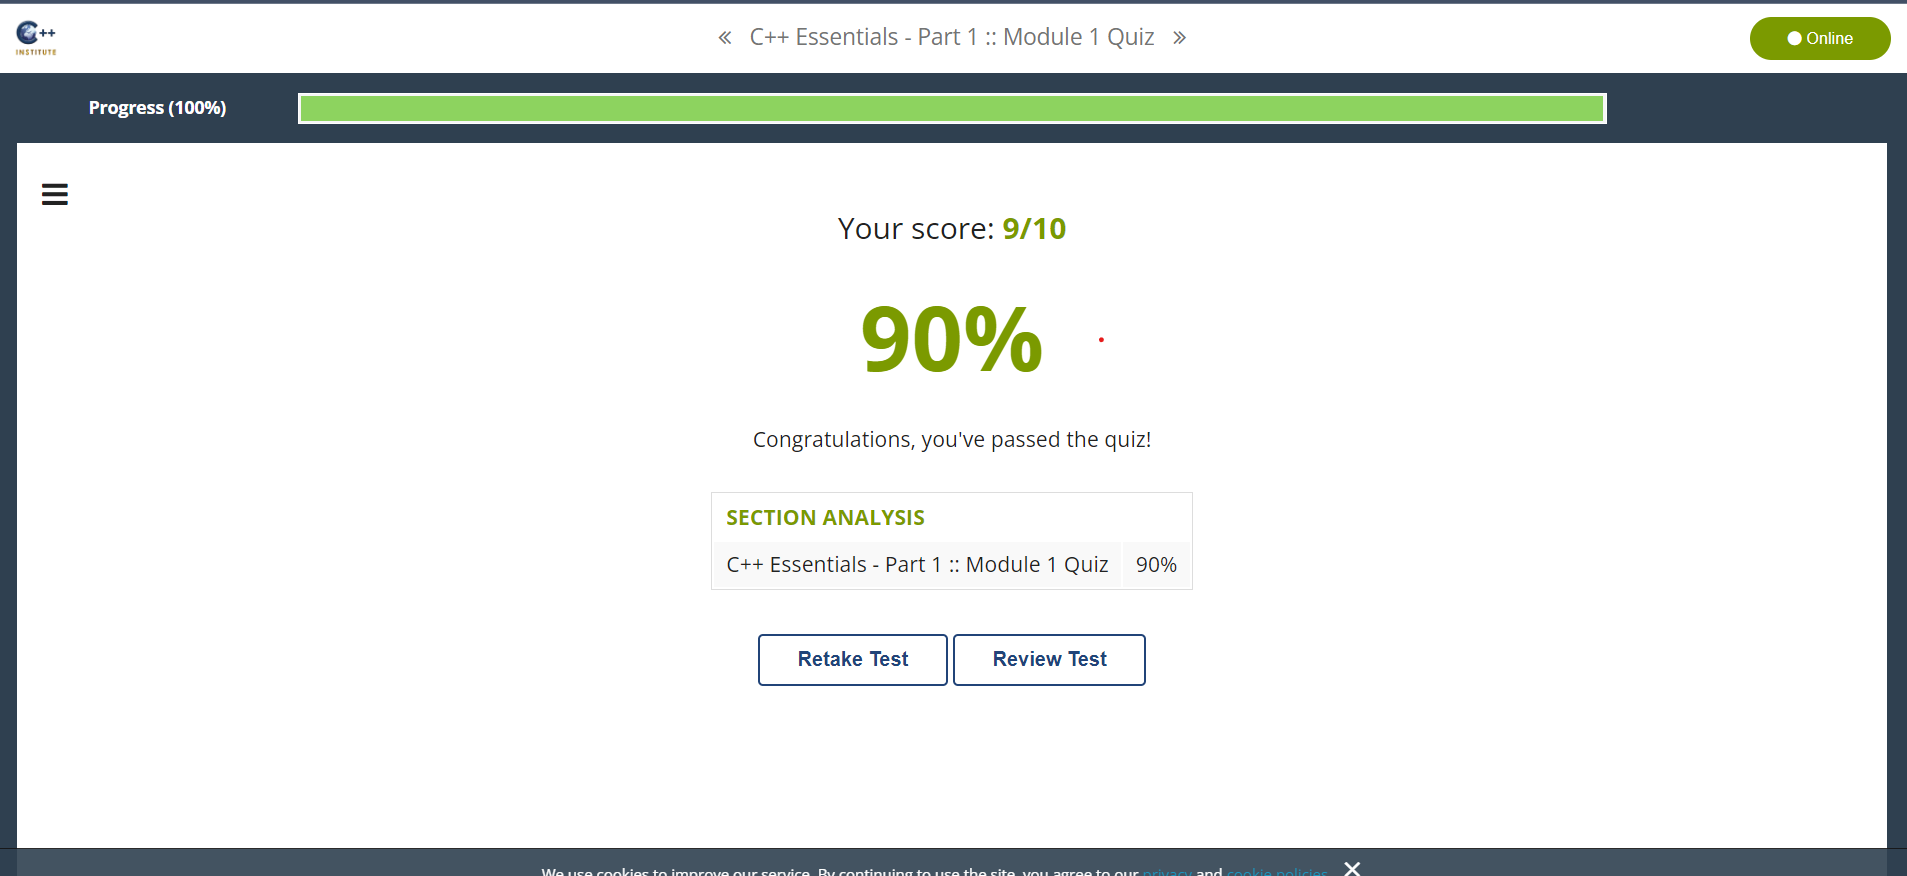 C++
INSTITUTE
« C++ Essentials - Part 1 :: Module 1 Quiz »
Online
Progress (100%)
Your score: 9/10
90%
Congratulations, you've passed the quiz!
SECTION ANALYSIS
C++ Essentials - Part 1 :: Module 1 Quiz 90%
Retake Test Review Test
We use cookies to improve our service. By continuing to use the site, you agree to our privacy and cookie policies.